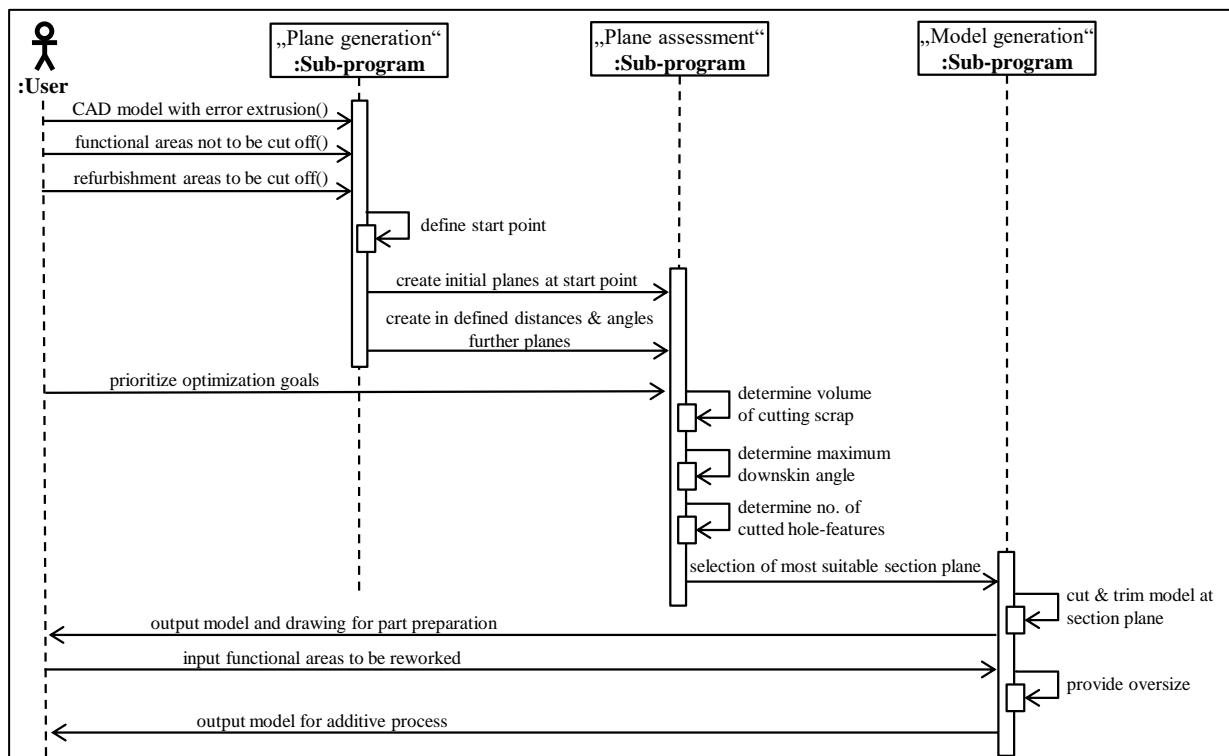 :User
„Plane generation“
:Sub-program
„Plane assessment“
:Sub-program
„Model generation“
:Sub-program
CAD model with error extrusion()
functional areas not to be cut off()
refurbishment areas to be cut off()
define start point
create initial planes at start point
create in defined distances & angles
further planes
prioritize optimization goals
determine volume
of cutting scrap
determine maximum
downskin angle
determine no. of
cutted hole-features
selection of most suitable section plane
cut & trim model at
section plane
output model and drawing for part preparation
input functional areas to be reworked
provide oversize
output model for additive process